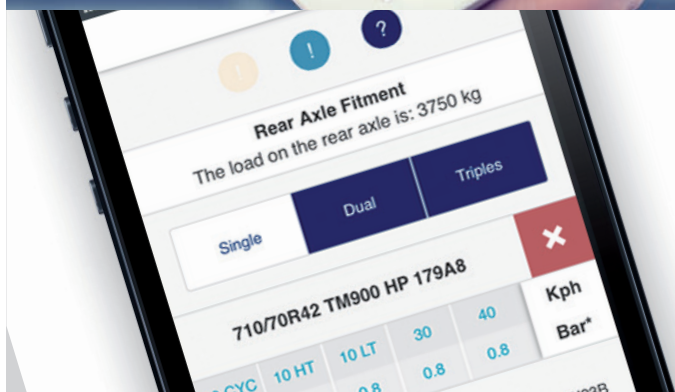 !
!
?
Rear Axle Fitment
The load on the rear axle is: 3750 kg
Single
Dual
Triples
710/70R42 TM900 HP 179A8
CYC 10 HT 10 LT 30 40 Kph
0.8 0.8 0.8 Bar*